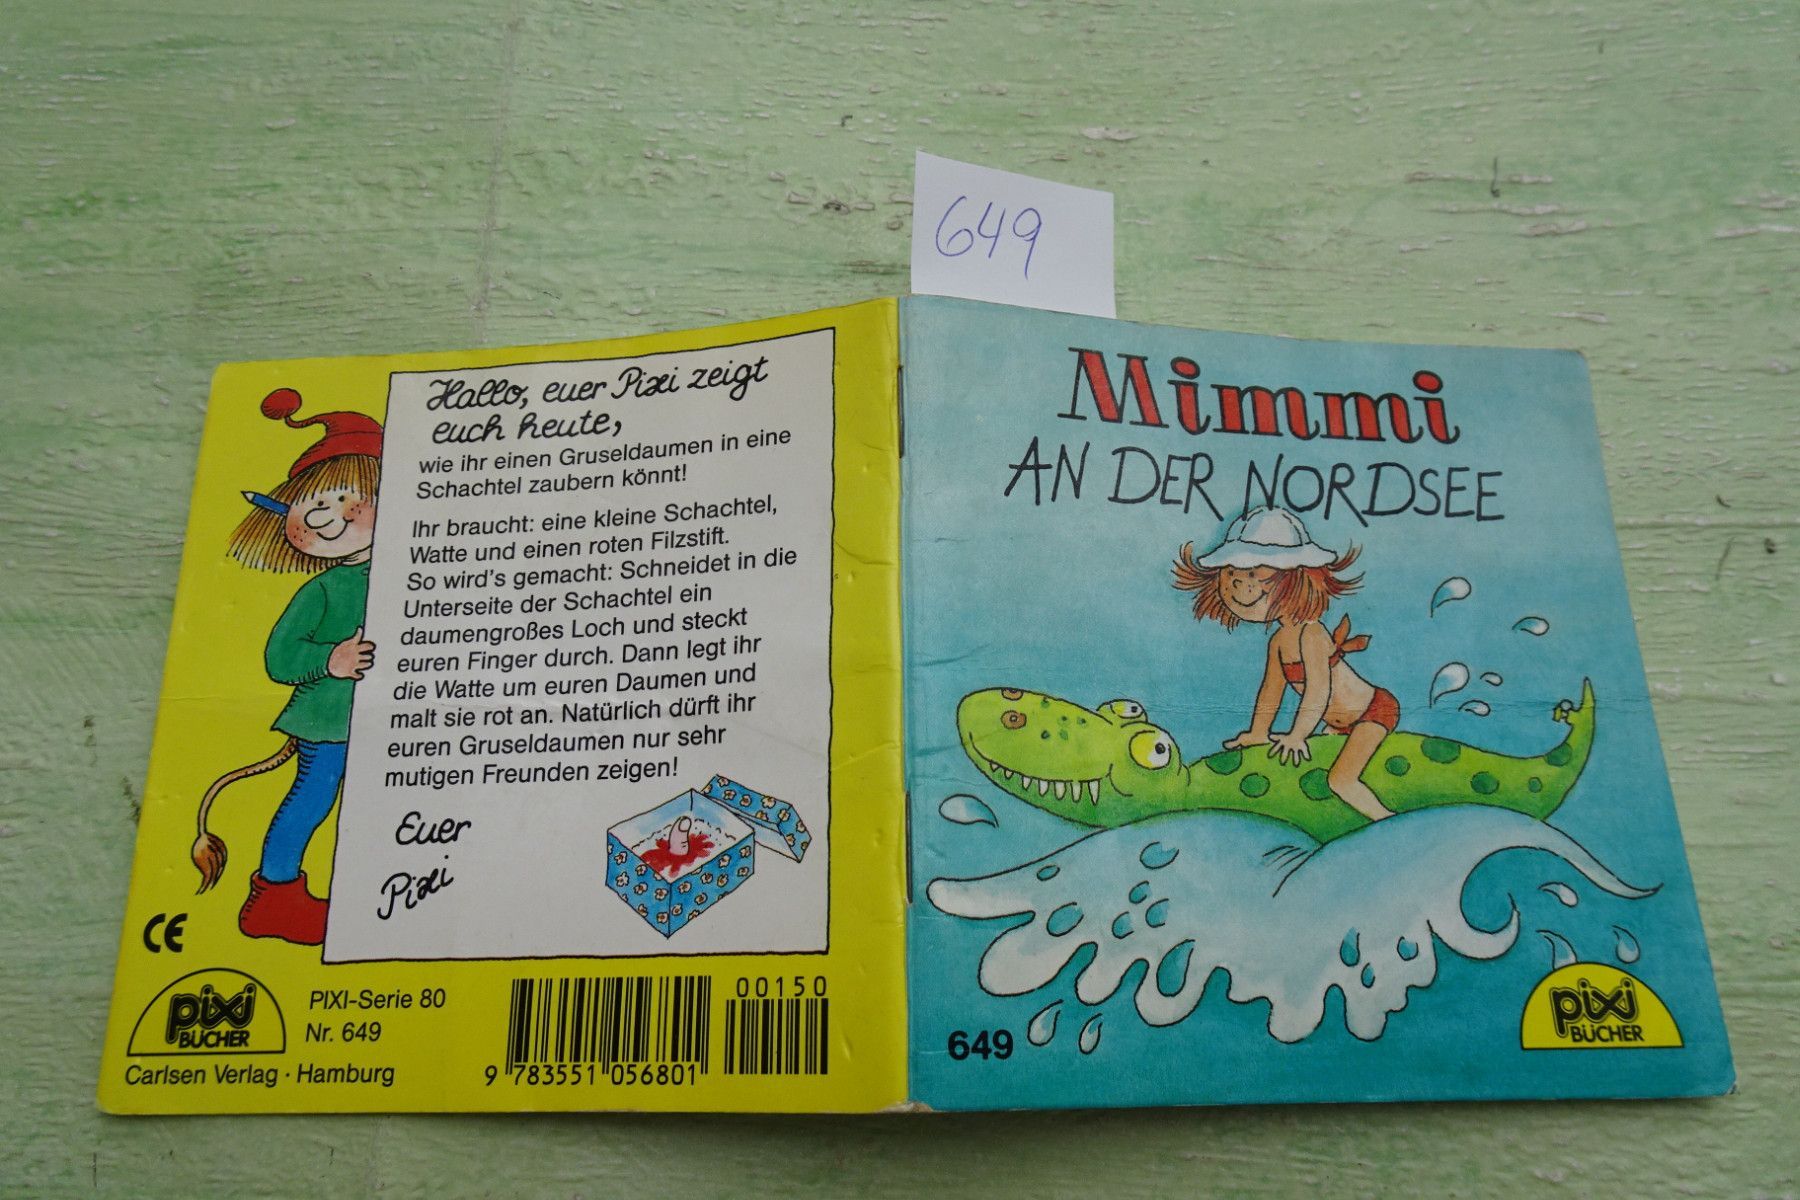 649
Hallo, euer Pixi zeigt
euch heute,
wie ihr einen Gruseldaumen in eine
Schachtel zaubern könnt!
Ihr braucht: eine kleine Schachtel,
Watte und einen roten Filzstift.
So wird's gemacht: Schneidet in die
Unterseite der Schachtel ein
daumengroßes Loch und steckt
euren Finger durch. Dann legt ihr
die Watte um euren Daumen und
malt sie rot an. Natürlich dürft ihr
euren Gruseldaumen nur sehr
mutigen Freunden zeigen!
Euer
Pixi
CE
pixi
BÜCHER
PIXI-Serie 80
Nr. 649
Carlsen Verlag · Hamburg
00150
9 783551 056801
Mimmi
AN DER NORDSEE
649
pixi
BÜCHER